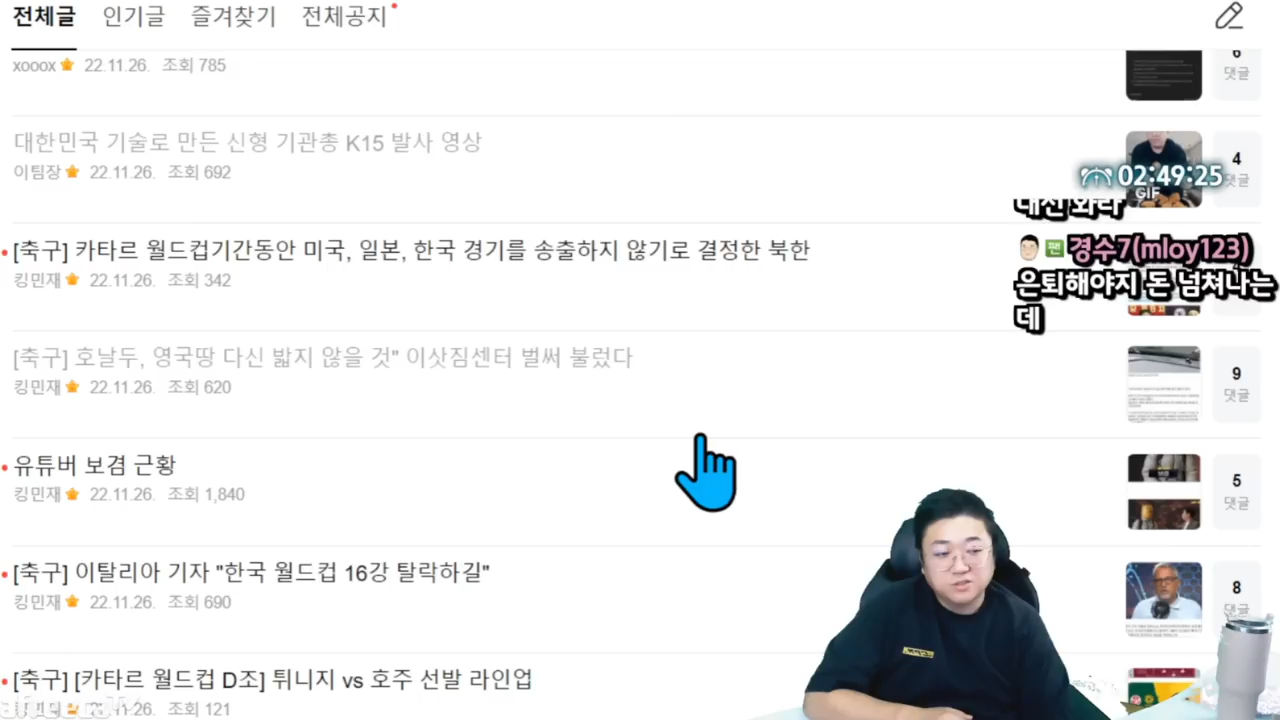 전체글 인기글 즐겨찾기 전체공지
xooox 22.11.26. 조회 785
6
댓글
대한민국 기술로 만든 신형 기관총 K15 발사 영상
이팀장 22.11.26. 조회 692
4
댓글
02:49:25
GIF
대신 와라
경수7(mloy123)
은퇴해야지 돈 넘쳐나는
데
[축구] 카타르 월드컵기간동안 미국, 일본, 한국 경기를 송출하지 않기로 결정한 북한
킹민재 22.11.26. 조회 342
[축구] 호날두, 영국땅 다신 밟지 않을 것" 이삿짐센터 벌써 불렀다
킹민재 22.11.26. 조회 620
9
댓글
유튜버 보겸 근황
킹민재 22.11.26. 조회 1,840
5
댓글
[축구] 이탈리아 기자 "한국 월드컵 16강 탈락하길"
킹민재 22.11.26. 조회 690
8
댓글
[축구] [카타르 월드컵 D조] 튀니지 vs 호주 선발 라인업
22.11.26. 조회 121